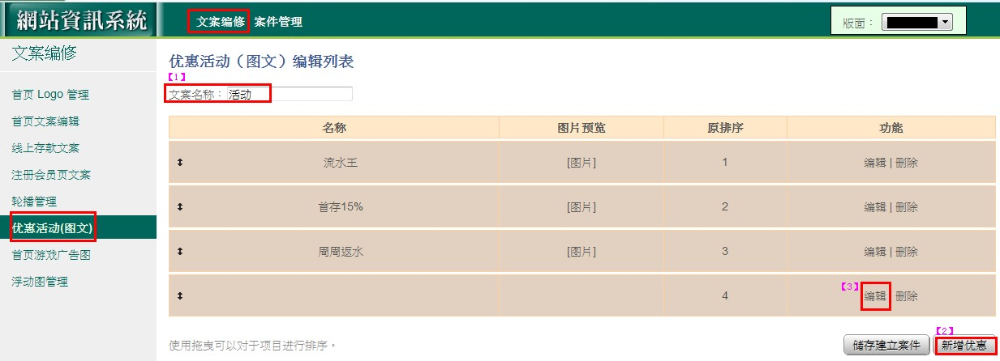 網站資訊系統 文案编修 案件管理 版面：
文案编修
首页 Logo 管理
首页文案编辑
线上存款文案
注册会员页文案
轮播管理
优惠活动(图文)
首页游戏广告图
浮动图管理
优惠活动（图文）编辑列表
【1】
文案名称： 活动
名称 图片预览 原排序 功能
流水王 [图片] 1 编辑 | 删除
首存15% [图片] 2 编辑 | 删除
周周返水 [图片] 3 编辑 | 删除
4 【3】 编辑 删除
【2】
使用拖曳可以对于项目进行排序。 储存建立案件 新增优惠